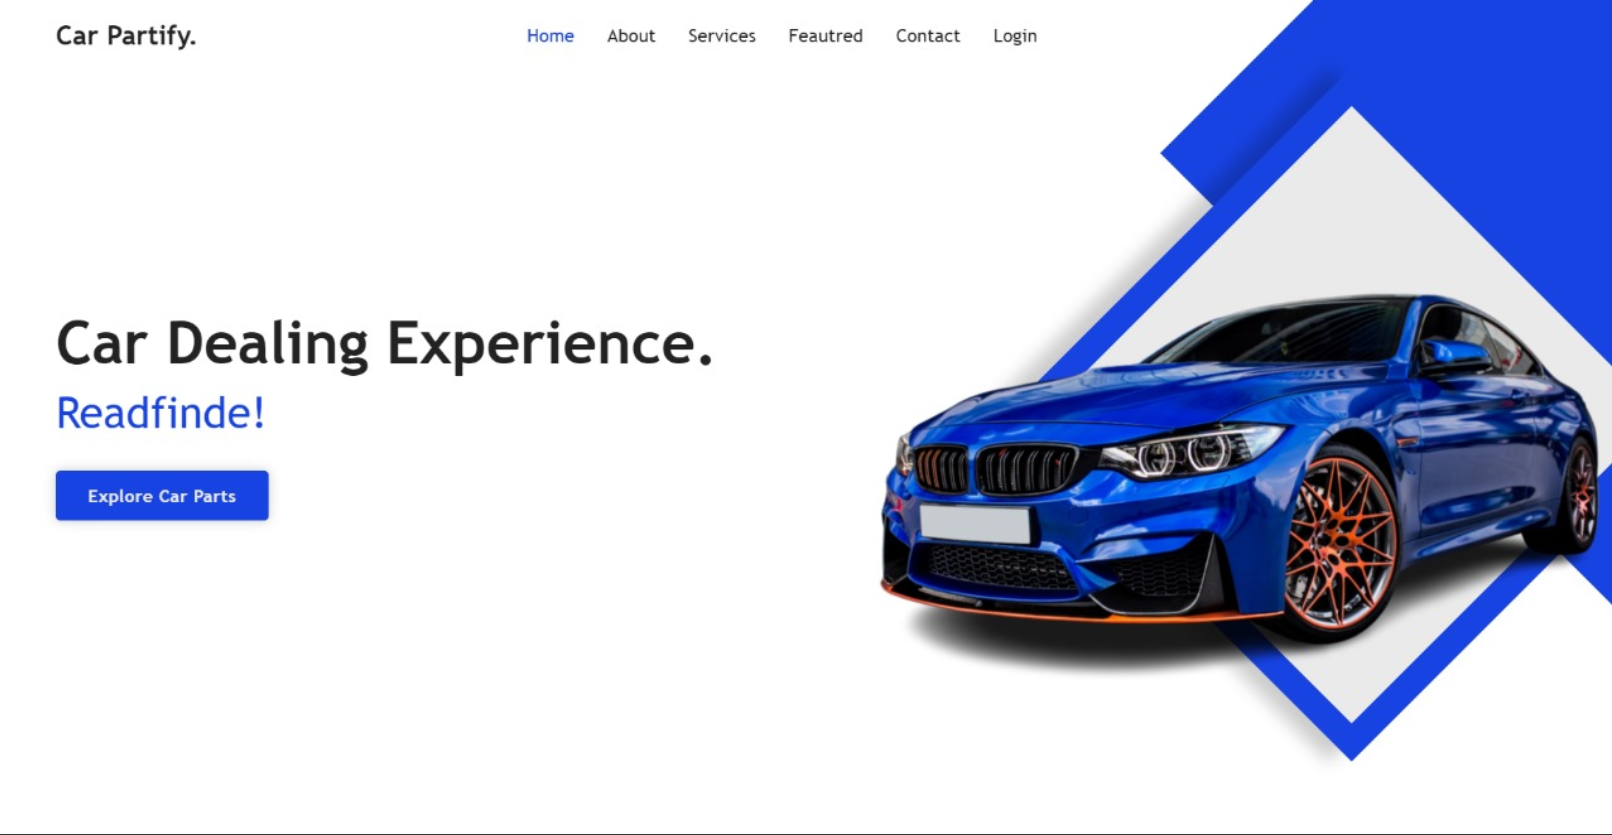 Car Partify.
Home About Services Feautred Contact Login
Car Dealing Experience.
Readfinde!
Explore Car Parts